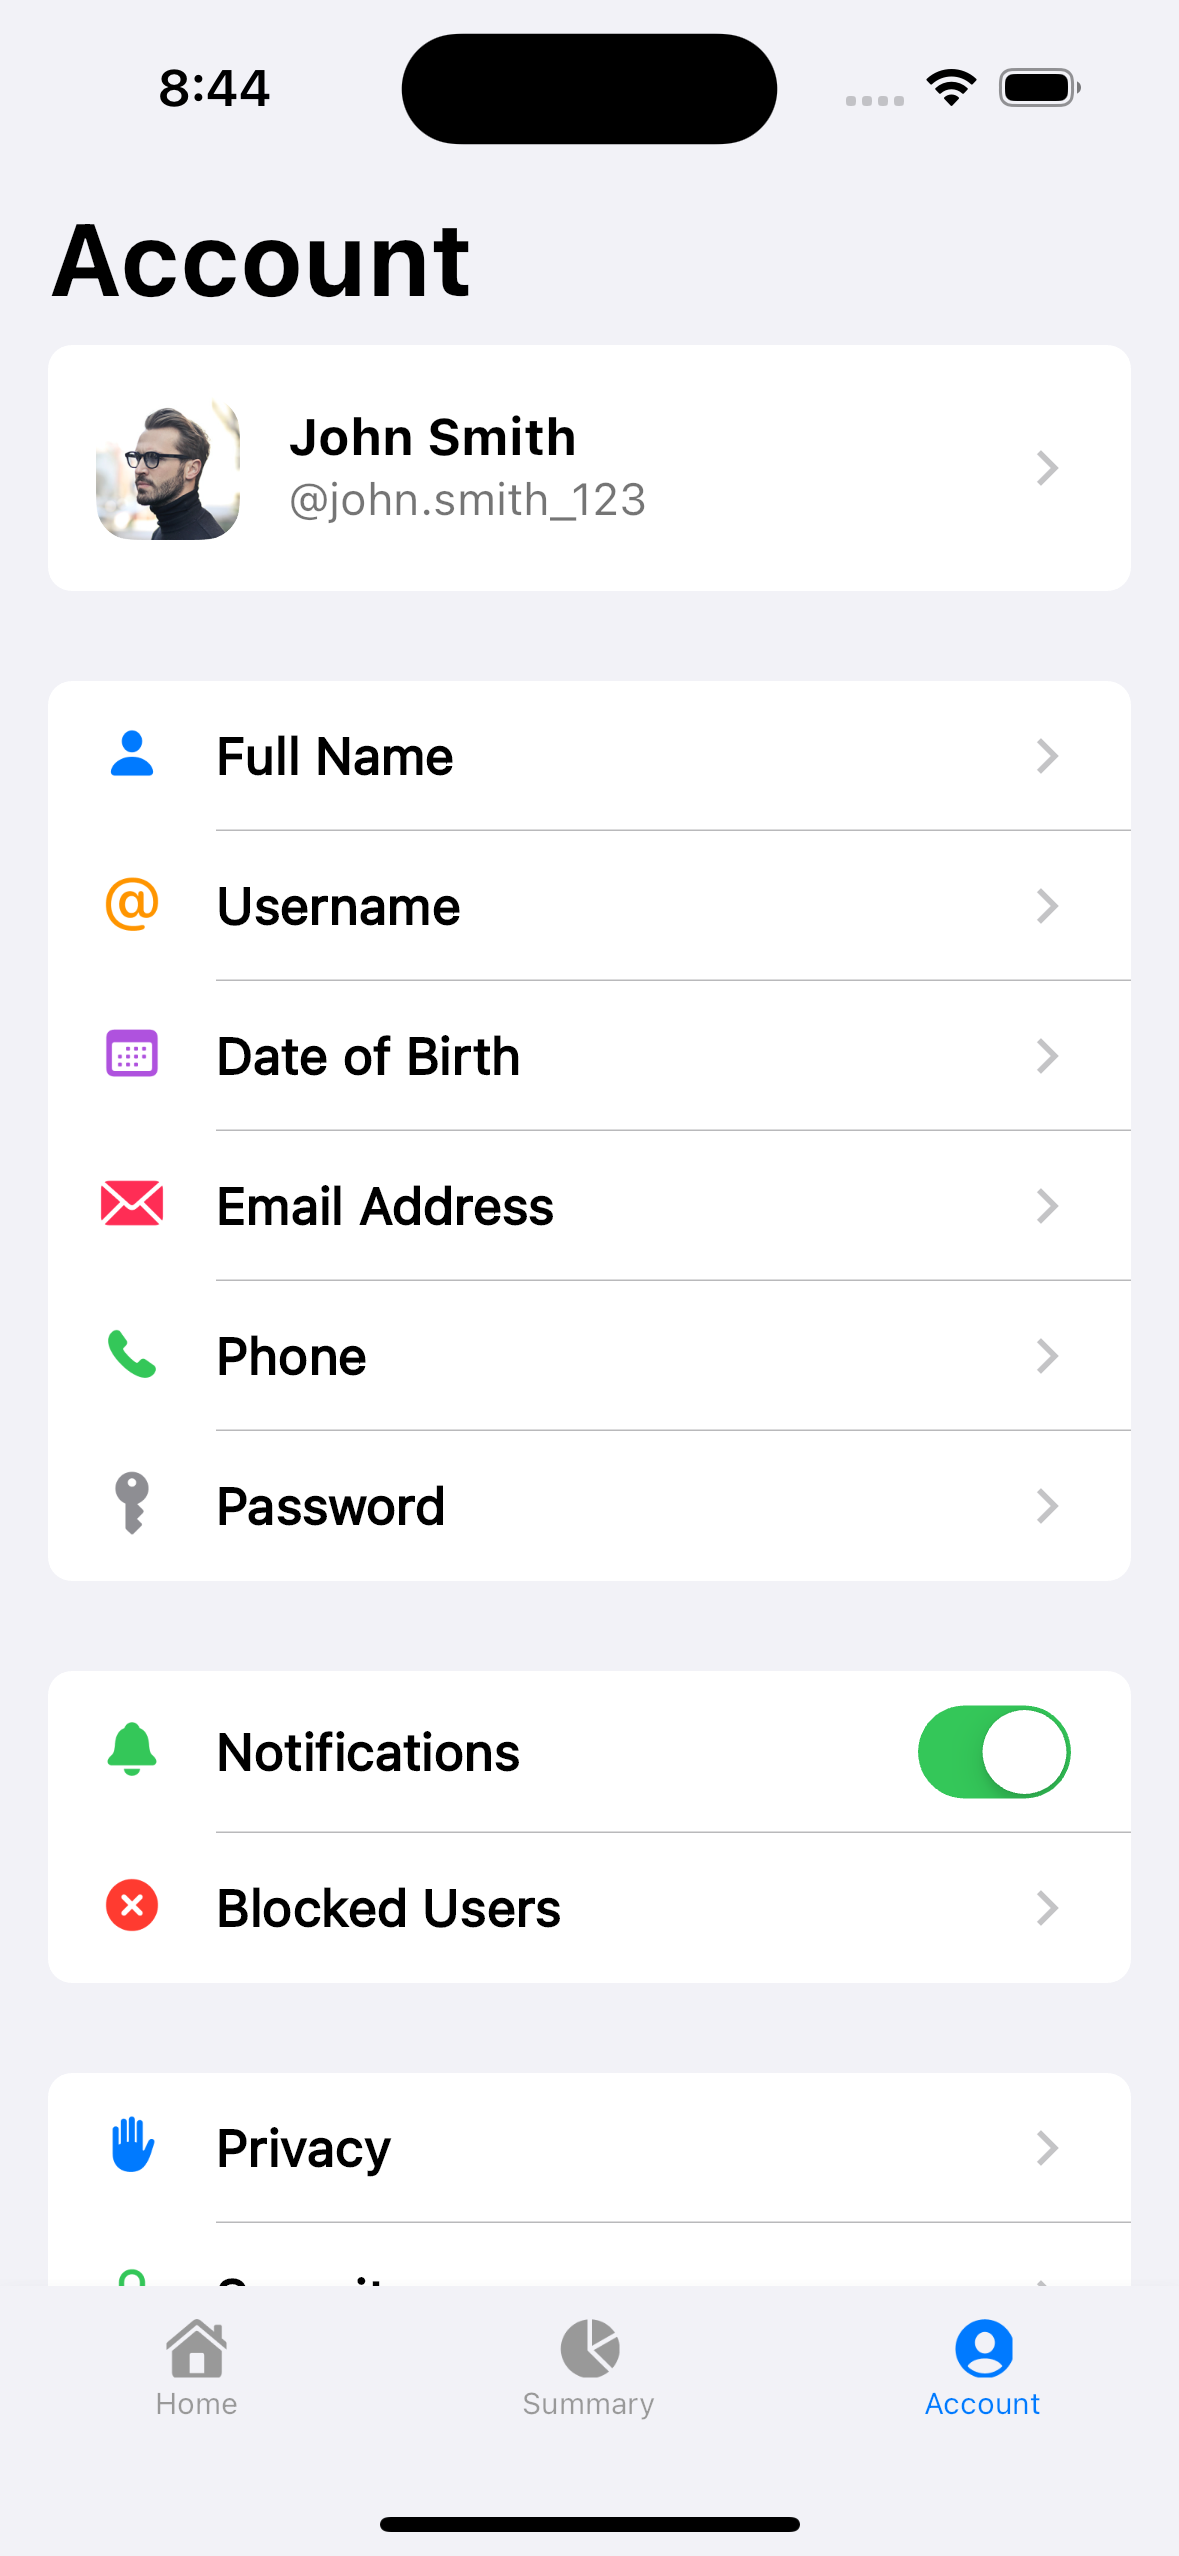 8:44
Account
John Smith
@john.smith_123
Full Name
Username
Date of Birth
Email Address
Phone
Password
Notifications
Blocked Users
Privacy
Home
Summary
Account